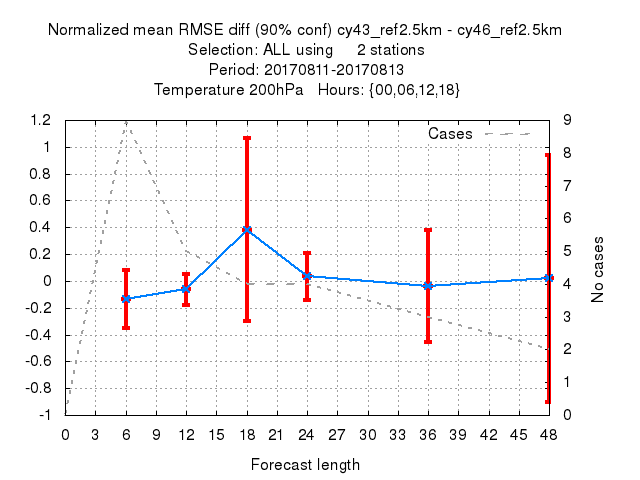 Normalized mean RMSE diff (90% conf) cy43_ref2.5km - cy46_ref2.5km
Selection: ALL using     2 stations
Period: 20170811-20170813
Temperature 200hPa   Hours: {00,06,12,18}
Cases
1.2
1
0.8
0.6
0.4
0.2
0
-0.2
-0.4
-0.6
-0.8
-1
9
8
7
6
5
4
3
2
1
0
No cases
0 3 6 9 12 15 18 21 24 27 30 33 36 39 42 45 48
Forecast length